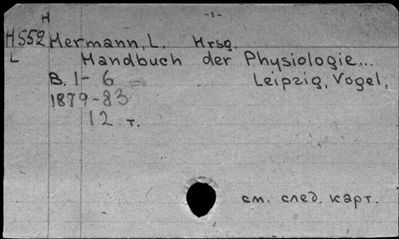 H -1-
H552 Hermann, L. Hrsg.
L Handbuch der Physiologie...
B. 1-6 Leipzig, Vogel,
1879-83
12 т.
см. след. карт.